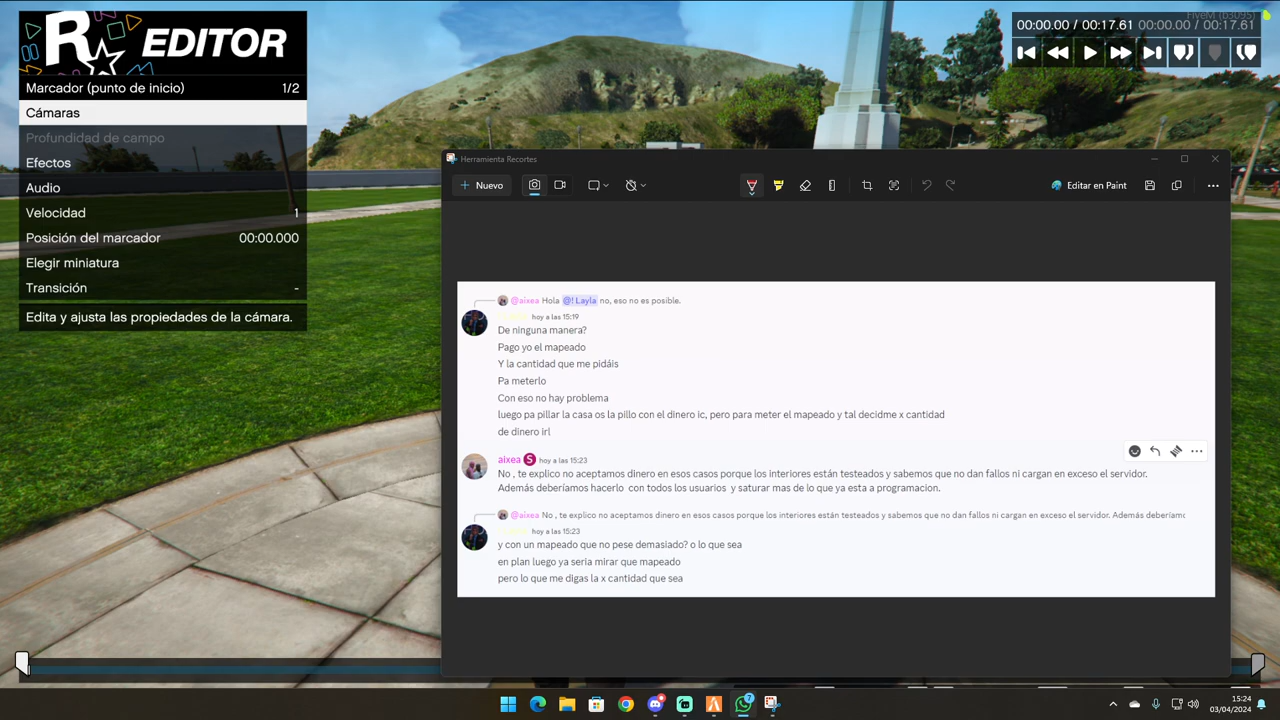 R★ EDITOR
Marcador (punto de inicio) 1/2
Cámaras
Profundidad de campo
Efectos
Audio
Velocidad 1
Posición del marcador 00:00.000
Elegir miniatura
Transición -
Edita y ajusta las propiedades de la cámara.
FiveM (b3095)
00:00.00 / 00:17.61 00:00.00 / 00:17.61
Herramienta Recortes
Nuevo
Editar en Paint
@aixea Hola @! Layla no, eso no es posible.
hoy a las 15:19
De ninguna manera?
Pago yo el mapeado
Y la cantidad que me pidáis
Pa meterlo
Con eso no hay problema
luego pa pillar la casa os la pillo con el dinero ic, pero para meter el mapeado y tal decidme x cantidad
de dinero irl
aixea S hoy a las 15:23
No , te explico no aceptamos dinero en esos casos porque los interiores están testeados y sabemos que no dan fallos ni cargan en exceso el servidor.
Además deberíamos hacerlo con todos los usuarios y saturar mas de lo que ya esta a programacion.
@aixea No , te explico no aceptamos dinero en esos casos porque los interiores están testeados y sabemos que no dan fallos ni cargan en exceso el servidor. Además deberíamo
hoy a las 15:23
y con un mapeado que no pese demasiado? o lo que sea
en plan luego ya seria mirar que mapeado
pero lo que me digas la x cantidad que sea
7
15:24
03/04/2024